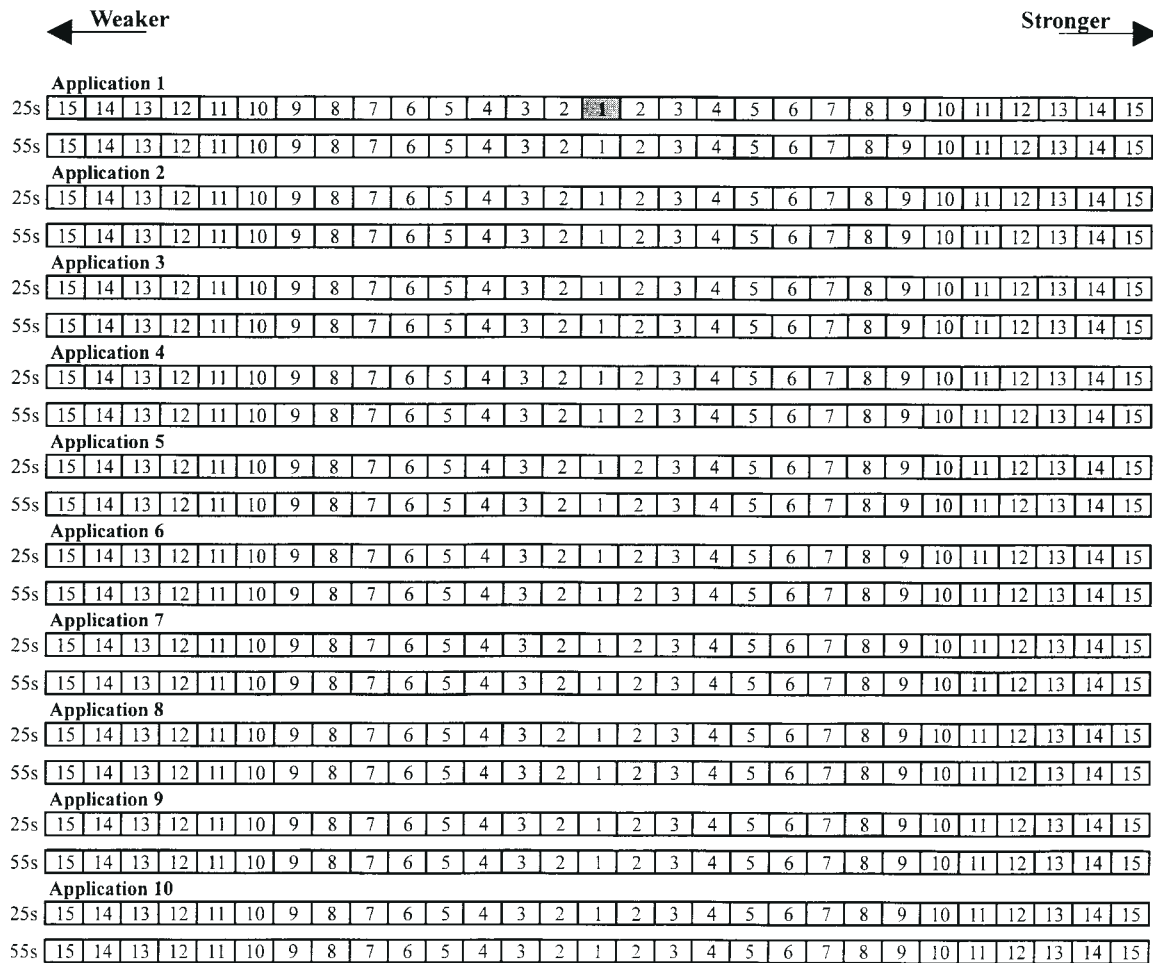 Weaker Stronger
Application 1
25s 15 14 13 12 11 10 9 8 7 6 5 4 3 2 1 2 3 4 5 6 7 8 9 10 11 12 13 14 15
55s 15 14 13 12 11 10 9 8 7 6 5 4 3 2 1 2 3 4 5 6 7 8 9 10 11 12 13 14 15
Application 2
25s 15 14 13 12 11 10 9 8 7 6 5 4 3 2 1 2 3 4 5 6 7 8 9 10 11 12 13 14 15
55s 15 14 13 12 11 10 9 8 7 6 5 4 3 2 1 2 3 4 5 6 7 8 9 10 11 12 13 14 15
Application 3
25s 15 14 13 12 11 10 9 8 7 6 5 4 3 2 1 2 3 4 5 6 7 8 9 10 11 12 13 14 15
55s 15 14 13 12 11 10 9 8 7 6 5 4 3 2 1 2 3 4 5 6 7 8 9 10 11 12 13 14 15
Application 4
25s 15 14 13 12 11 10 9 8 7 6 5 4 3 2 1 2 3 4 5 6 7 8 9 10 11 12 13 14 15
55s 15 14 13 12 11 10 9 8 7 6 5 4 3 2 1 2 3 4 5 6 7 8 9 10 11 12 13 14 15
Application 5
25s 15 14 13 12 11 10 9 8 7 6 5 4 3 2 1 2 3 4 5 6 7 8 9 10 11 12 13 14 15
55s 15 14 13 12 11 10 9 8 7 6 5 4 3 2 1 2 3 4 5 6 7 8 9 10 11 12 13 14 15
Application 6
25s 15 14 13 12 11 10 9 8 7 6 5 4 3 2 1 2 3 4 5 6 7 8 9 10 11 12 13 14 15
55s 15 14 13 12 11 10 9 8 7 6 5 4 3 2 1 2 3 4 5 6 7 8 9 10 11 12 13 14 15
Application 7
25s 15 14 13 12 11 10 9 8 7 6 5 4 3 2 1 2 3 4 5 6 7 8 9 10 11 12 13 14 15
55s 15 14 13 12 11 10 9 8 7 6 5 4 3 2 1 2 3 4 5 6 7 8 9 10 11 12 13 14 15
Application 8
25s 15 14 13 12 11 10 9 8 7 6 5 4 3 2 1 2 3 4 5 6 7 8 9 10 11 12 13 14 15
55s 15 14 13 12 11 10 9 8 7 6 5 4 3 2 1 2 3 4 5 6 7 8 9 10 11 12 13 14 15
Application 9
25s 15 14 13 12 11 10 9 8 7 6 5 4 3 2 1 2 3 4 5 6 7 8 9 10 11 12 13 14 15
55s 15 14 13 12 11 10 9 8 7 6 5 4 3 2 1 2 3 4 5 6 7 8 9 10 11 12 13 14 15
Application 10
25s 15 14 13 12 11 10 9 8 7 6 5 4 3 2 1 2 3 4 5 6 7 8 9 10 11 12 13 14 15
55s 15 14 13 12 11 10 9 8 7 6 5 4 3 2 1 2 3 4 5 6 7 8 9 10 11 12 13 14 15